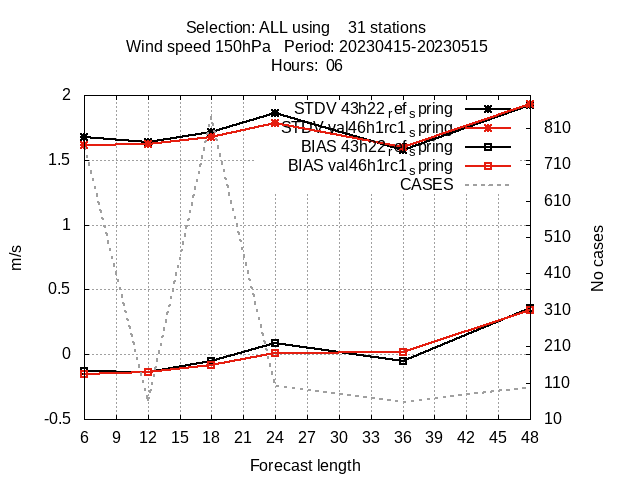 Selection: ALL using 31 stations
Wind speed 150hPa Period: 20230415-20230515
Hours: 06
STDV 43h22_ref_spring
STDV val46h1rc1_spring
BIAS 43h22_ref_spring
BIAS val46h1rc1_spring
CASES
2
1.5
1
0.5
0
-0.5
m/s
810
710
610
510
410
310
210
110
10
No cases
6 9 12 15 18 21 24 27 30 33 36 39 42 45 48
Forecast length